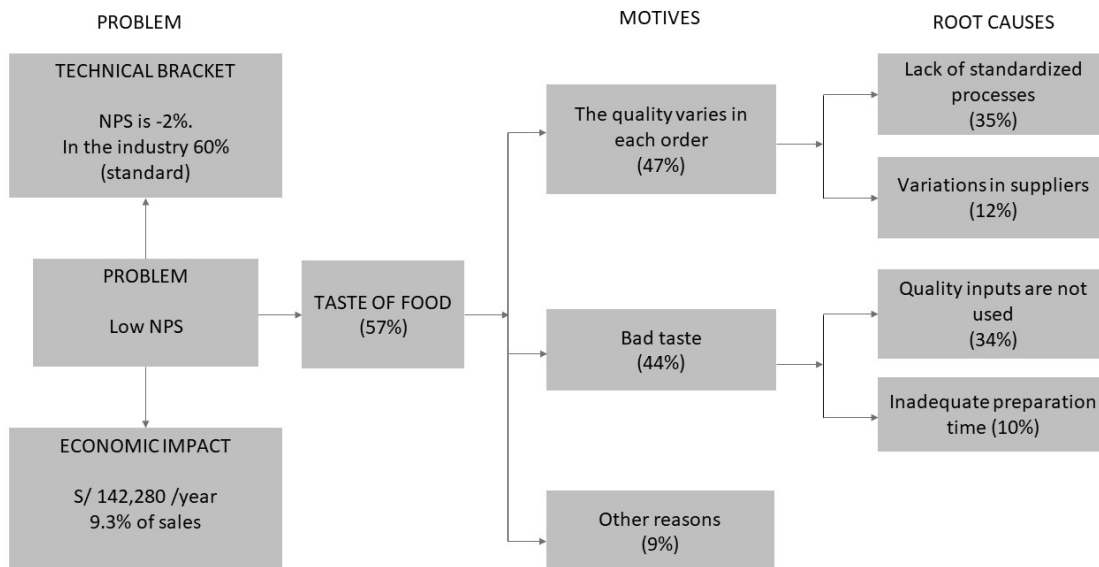 PROBLEM
MOTIVES
ROOT CAUSES
TECHNICAL BRACKET
NPS is -2%.
In the industry 60%
(standard)
PROBLEM
Low NPS
ECONOMIC IMPACT
S/ 142,280 /year
9.3% of sales
TASTE OF FOOD
(57%)
The quality varies in
each order
(47%)
Bad taste
(44%)
Other reasons
(9%)
Lack of standardized
processes
(35%)
Variations in suppliers
(12%)
Quality inputs are not
used
(34%)
Inadequate preparation
time (10%)